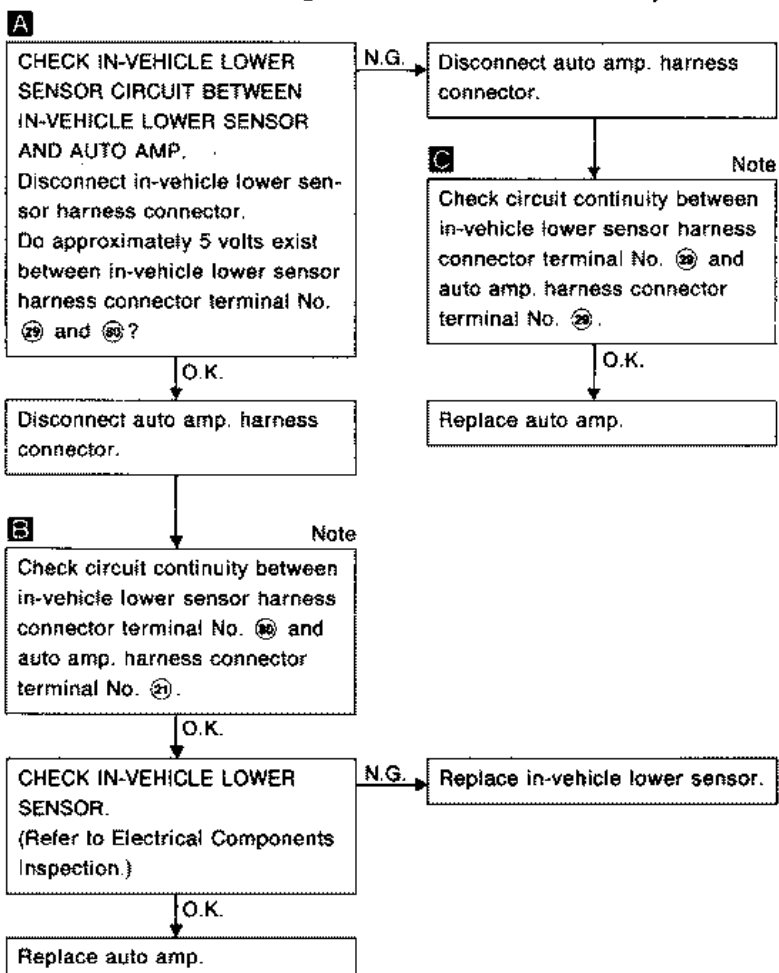 A
CHECK IN-VEHICLE LOWER
SENSOR CIRCUIT BETWEEN
IN-VEHICLE LOWER SENSOR
AND AUTO AMP.
Disconnect in-vehicle lower sen-
sor harness connector.
Do approximately 5 volts exist
between in-vehicle lower sensor
harness connector terminal No.
㉙ and ?
N.G.
Disconnect auto amp. harness
connector.
C
Note
Check circuit continuity between
in-vehicle lower sensor harness
connector terminal No. ㉙ and
auto amp. harness connector
terminal No. ㉙.
O.K.
Replace auto amp.
O.K.
Disconnect auto amp. harness
connector.
B
Note
Check circuit continuity between
in-vehicle lower sensor harness
connector terminal No. and
auto amp. harness connector
terminal No. ㉑.
O.K.
CHECK IN-VEHICLE LOWER
SENSOR.
(Refer to Electrical Components
Inspection.)
N.G.
Replace in-vehicle lower sensor.
O.K.
Replace auto amp.